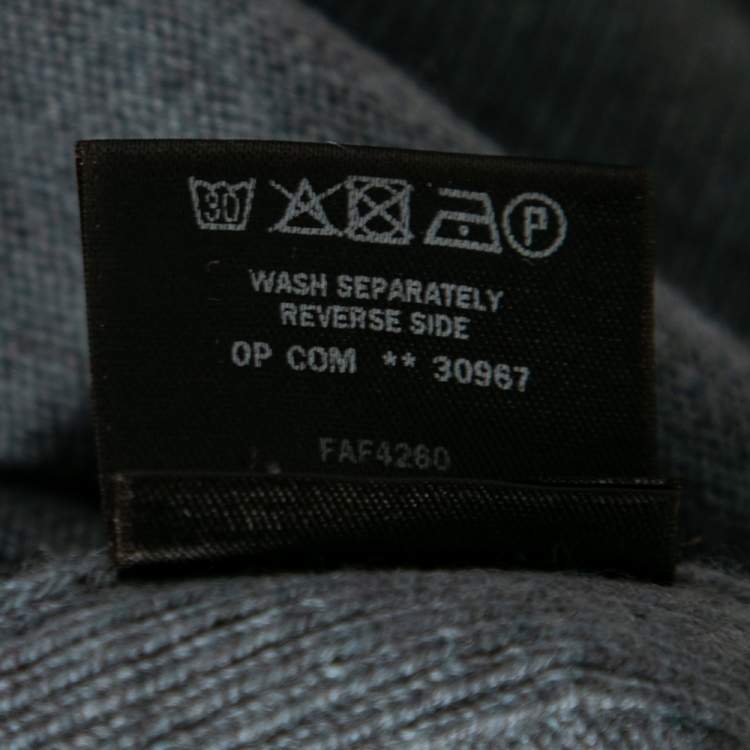 30 P
WASH SEPARATELY
REVERSE SIDE
OP COM ** 30967
FAF4260